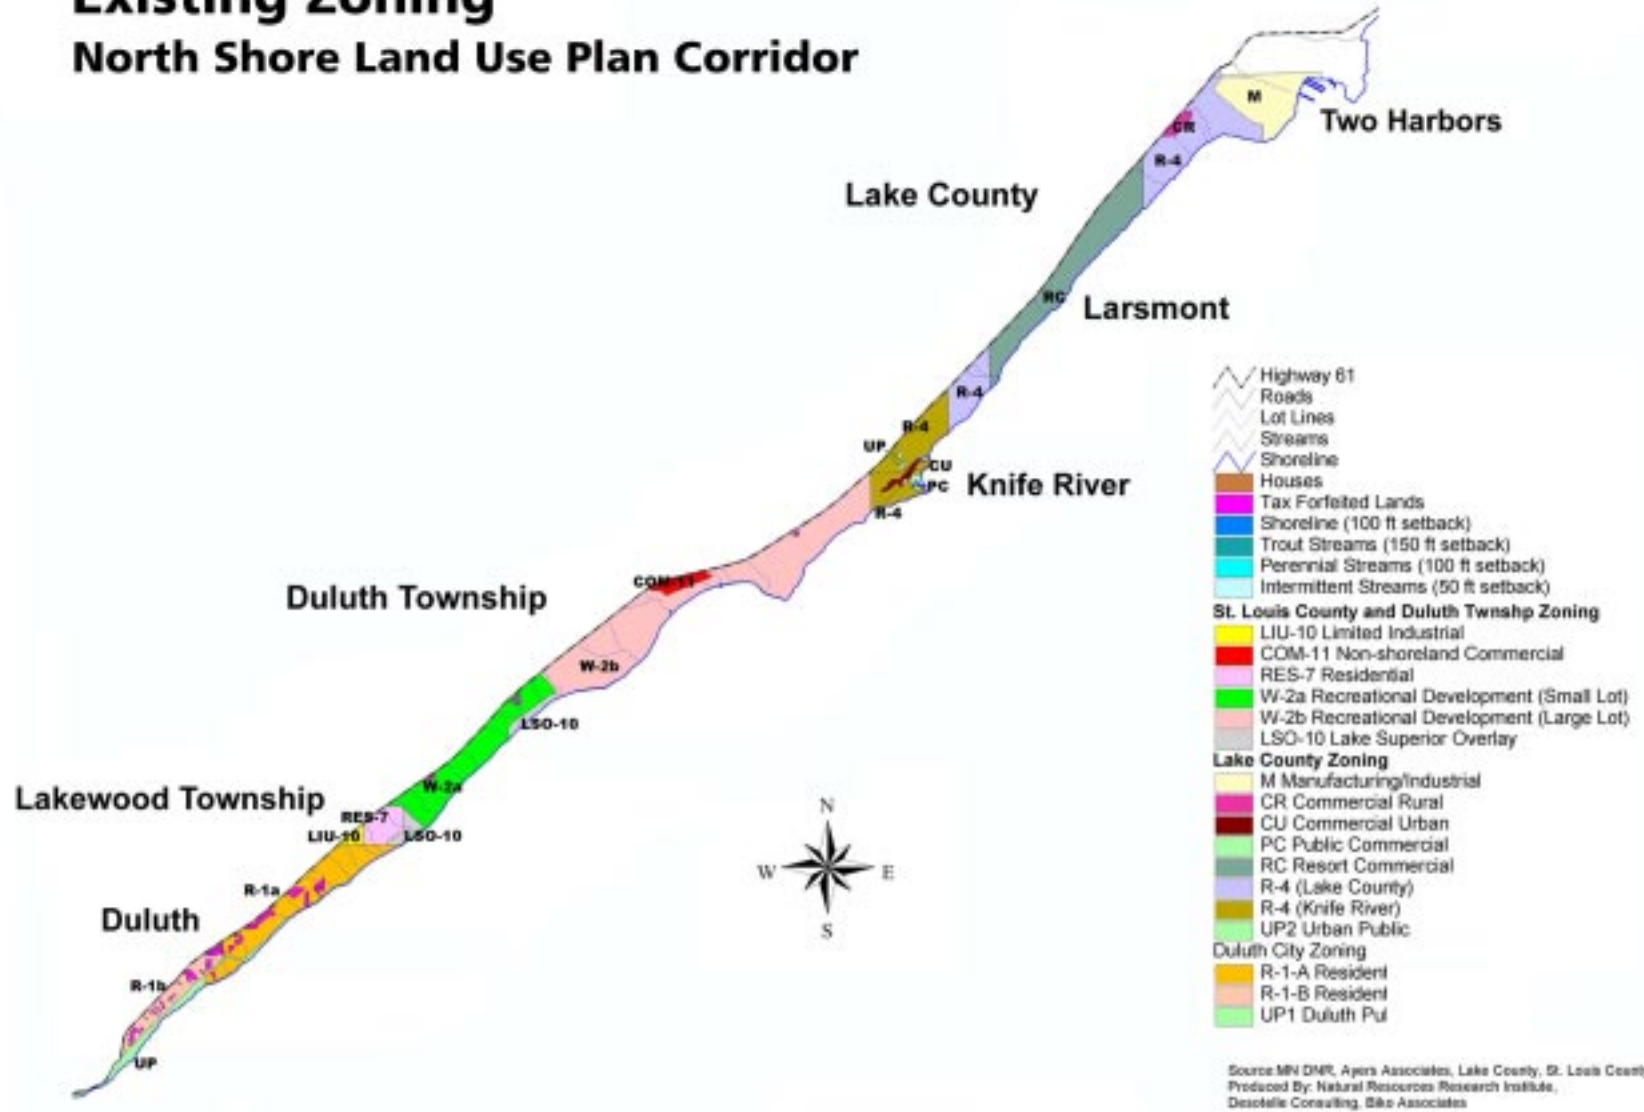 Existing Zoning
North Shore Land Use Plan Corridor
M
Two Harbors
CR
R-4
Lake County
RC
Larsmont
R-4
R-4
UP
CU
PC
Knife River
R-4
COM-11
Duluth Township
W-2b
LSO-10
W-2a
Lakewood Township
RES-7
LIU-10
LSO-10
R-1a
Duluth
R-1b
UP
N
W
E
S
Highway 61
Roads
Lot Lines
Streams
Shoreline
Houses
Tax Forfeited Lands
Shoreline (100 ft setback)
Trout Streams (150 ft setback)
Perennial Streams (100 ft setback)
Intermittent Streams (50 ft setback)
St. Louis County and Duluth Twnshp Zoning
LIU-10 Limited Industrial
COM-11 Non-shoreland Commercial
RES-7 Residential
W-2a Recreational Development (Small Lot)
W-2b Recreational Development (Large Lot)
LSO-10 Lake Superior Overlay
Lake County Zoning
M Manufacturing/Industrial
CR Commercial Rural
CU Commercial Urban
PC Public Commercial
RC Resort Commercial
R-4 (Lake County)
R-4 (Knife River)
UP2 Urban Public
Duluth City Zoning
R-1-A Resident
R-1-B Resident
UP1 Duluth Pul
Source:MN DNR, Ayers Associates, Lake County, St. Louis County
Produced By: Natural Resources Research Institute,
Desotelle Consulting, Biko Associates